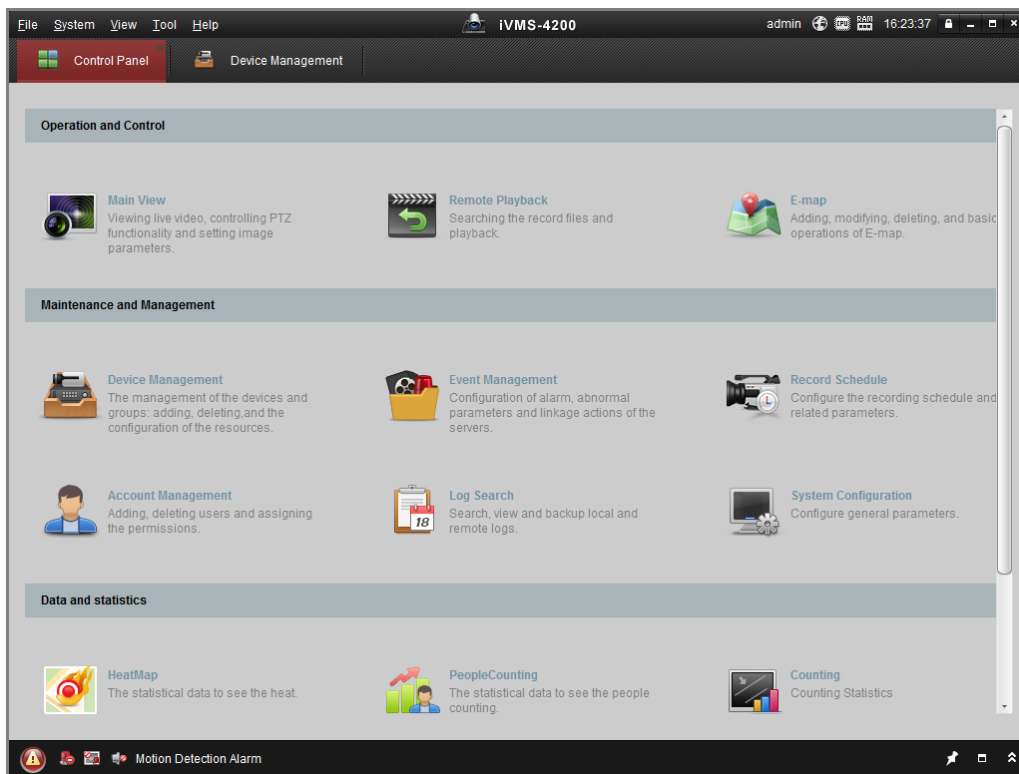 File System View Tool Help iVMS-4200 admin CPU RAM 16:23:37
Control Panel Device Management
Operation and Control
Main View
Viewing live video, controlling PTZ
functionality and setting image
parameters.
Remote Playback
Searching the record files and
playback.
E-map
Adding, modifying, deleting, and basic
operations of E-map.
Maintenance and Management
Device Management
The management of the devices and
groups: adding, deleting,and the
configuration of the resources.
Event Management
Configuration of alarm, abnormal
parameters and linkage actions of the
servers.
Record Schedule
Configure the recording schedule and
related parameters.
Account Management
Adding, deleting users and assigning
the permissions.
18
Log Search
Search, view and backup local and
remote logs.
System Configuration
Configure general parameters.
Data and statistics
HeatMap
The statistical data to see the heat.
PeopleCounting
The statistical data to see the people
counting.
Counting
Counting Statistics
Motion Detection Alarm